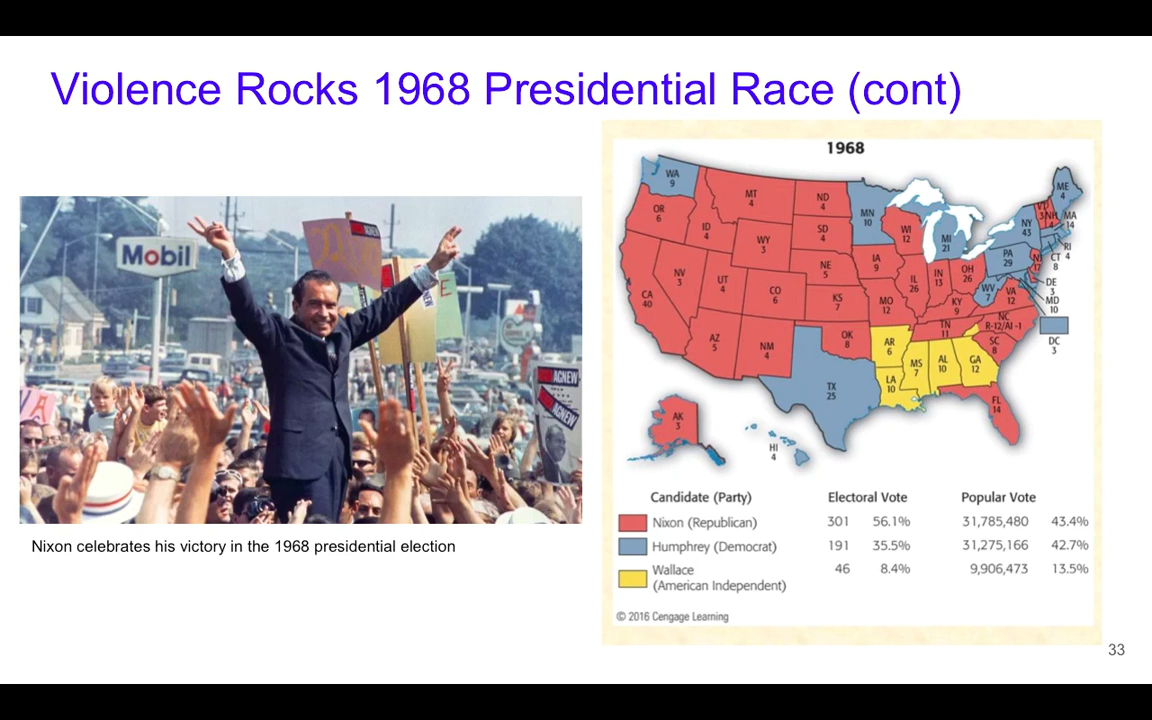 Violence Rocks 1968 Presidential Race (cont)
Mobil
AGNEW
AGNEW
Nixon celebrates his victory in the 1968 presidential election
1968
WA
9
OR
6
CA
40
NV
3
ID
4
MT
4
WY
3
UT
4
AZ
5
CO
6
NM
4
ND
4
SD
4
NE
5
KS
7
OK
8
TX
25
MN
10
IA
9
MO
12
AR
6
LA
10
WI
12
IL
26
MI
21
IN
13
OH
26
KY
9
TN
11
MS
7
AL
10
GA
12
FL
14
SC
8
NC
R-12/AI -1
VA
12
WV
7
PA
29
NY
43
ME
4
MA
14
RI
4
CT
8
DE
3
MD
10
DC
3
AK
3
HI
4
Candidate (Party) Electoral Vote Popular Vote
Nixon (Republican) 301 56.1% 31,785,480 43.4%
Humphrey (Democrat) 191 35.5% 31,275,166 42.7%
Wallace 46 8.4% 9,906,473 13.5%
(American Independent)
© 2016 Cengage Learning
33